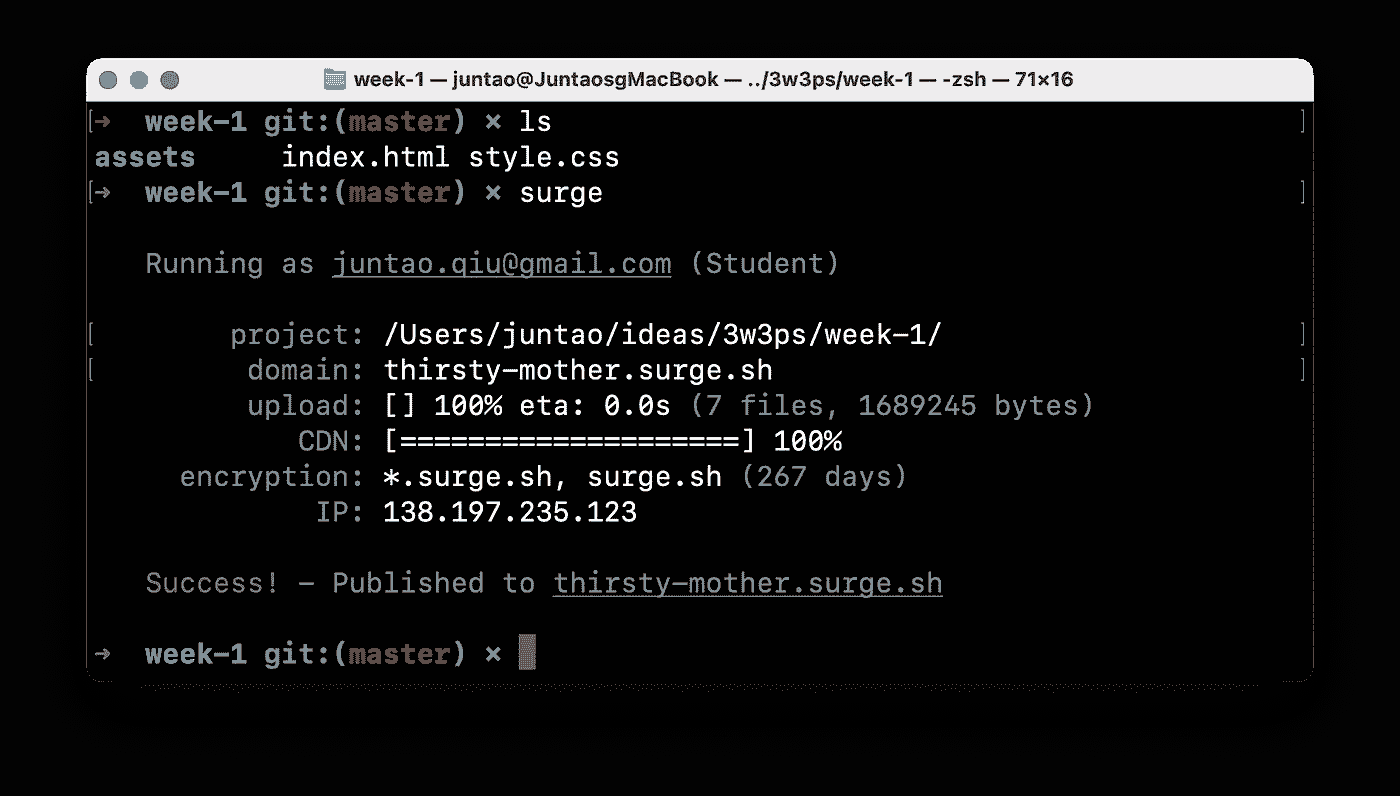 week-1 — juntao@JuntaosgMacBook — ../3w3ps/week-1 — -zsh — 71×16
[➜  week-1 git:(master) ✗ ls ]
assets     index.html style.css
[➜  week-1 git:(master) ✗ surge ]
Running as juntao.qiu@gmail.com (Student)
[ project: /Users/juntao/ideas/3w3ps/week-1/ ]
[ domain: thirsty-mother.surge.sh ]
upload: [] 100% eta: 0.0s (7 files, 1689245 bytes)
CDN: [====================] 100%
encryption: *.surge.sh, surge.sh (267 days)
IP: 138.197.235.123
Success! - Published to thirsty-mother.surge.sh
➜  week-1 git:(master) ✗